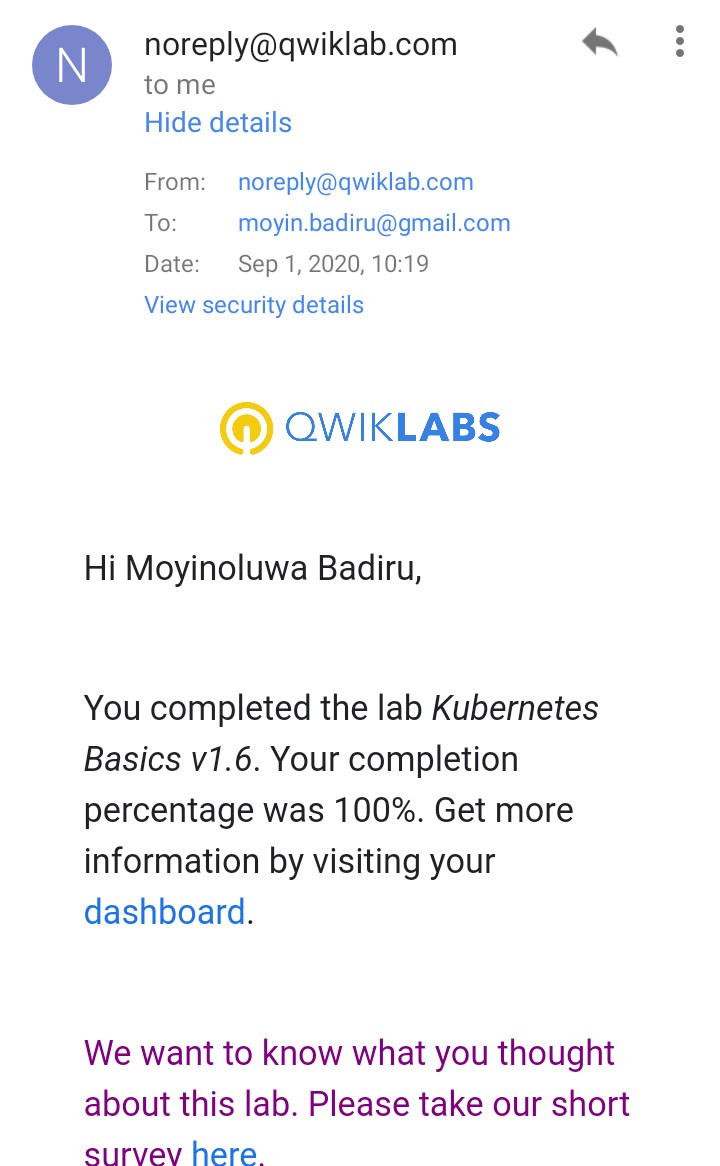 N
noreply@qwiklab.com
to me
Hide details
From: noreply@qwiklab.com
To: moyin.badiru@gmail.com
Date: Sep 1, 2020, 10:19
View security details
QWIKLABS
Hi Moyinoluwa Badiru,
You completed the lab Kubernetes
Basics v1.6. Your completion
percentage was 100%. Get more
information by visiting your
dashboard.
We want to know what you thought
about this lab. Please take our short
survey here.